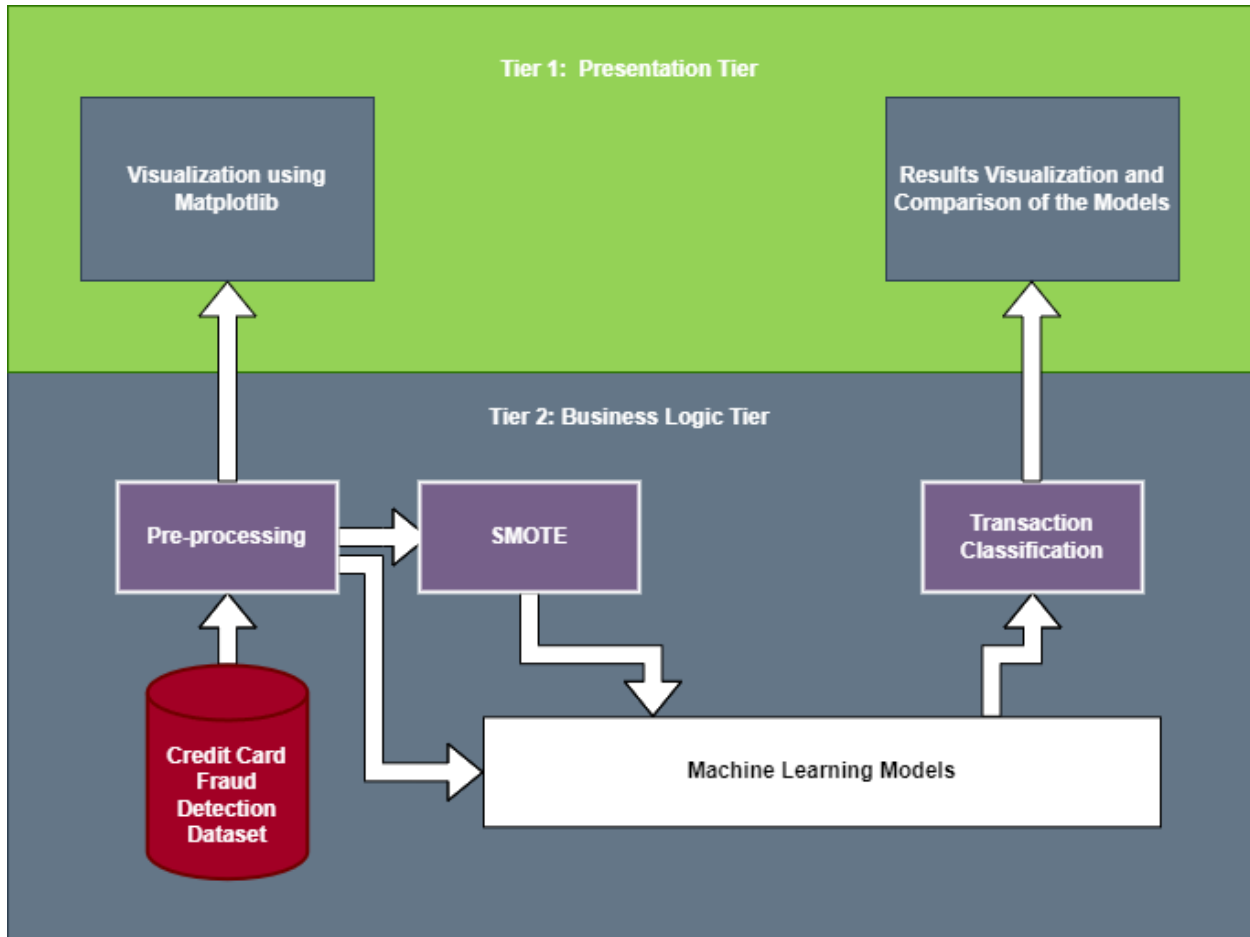 Tier 1:  Presentation Tier
Visualization using
Matplotlib
Results Visualization and
Comparison of the Models
Tier 2: Business Logic Tier
Pre-processing
SMOTE
Transaction
Classification
Credit Card
Fraud
Detection
Dataset
Machine Learning Models